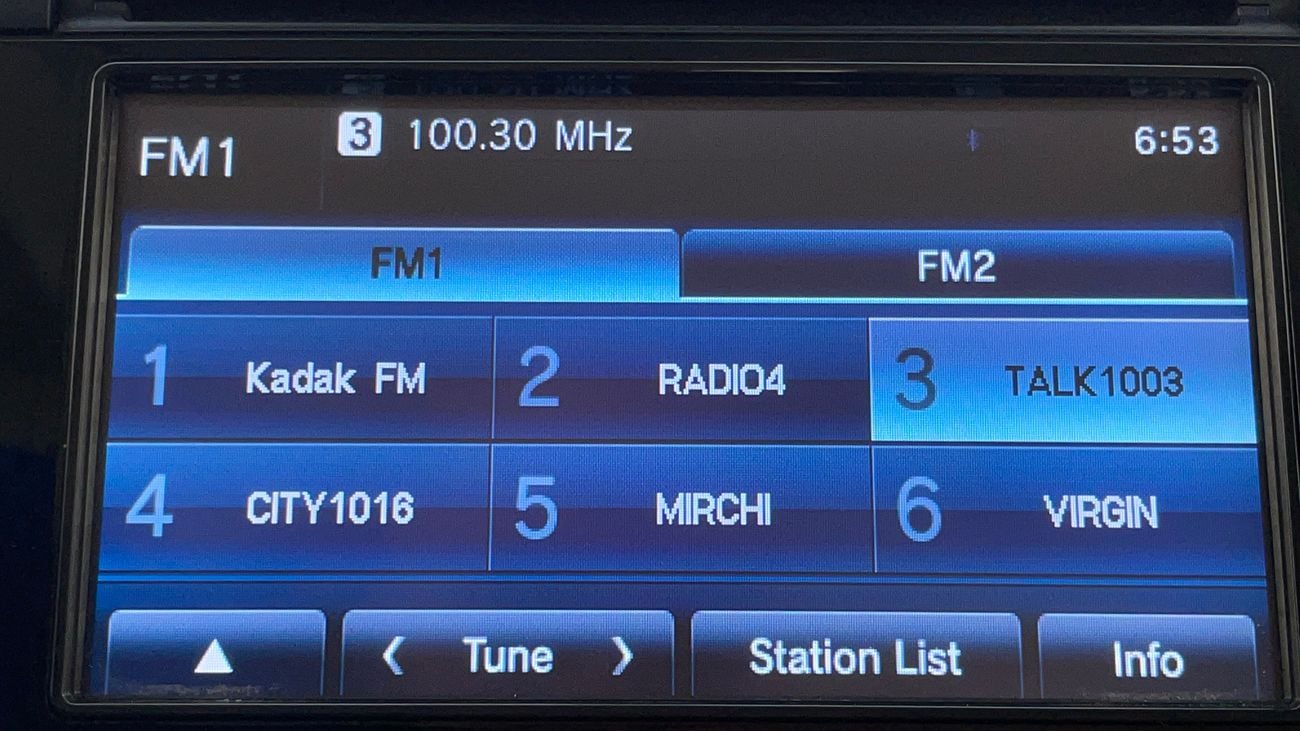 FM1 3 100.30 MHz 6:53
FM1 FM2
1 Kadak FM 2 RADIO4 3 TALK1003
4 CITY1016 5 MIRCHI 6 VIRGIN
▲ < Tune > Station List Info